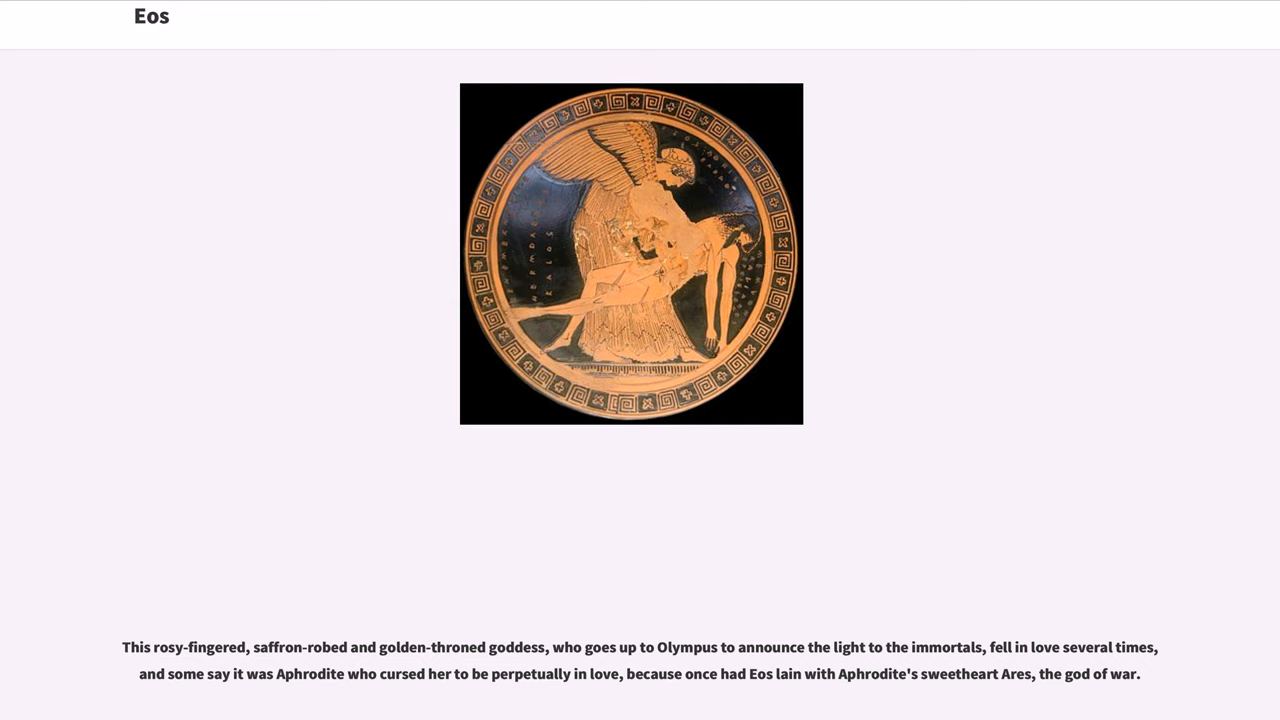 Eos
This rosy-fingered, saffron-robed and golden-throned goddess, who goes up to Olympus to announce the light to the immortals, fell in love several times,
and some say it was Aphrodite who cursed her to be perpetually in love, because once had Eos lain with Aphrodite's sweetheart Ares, the god of war.